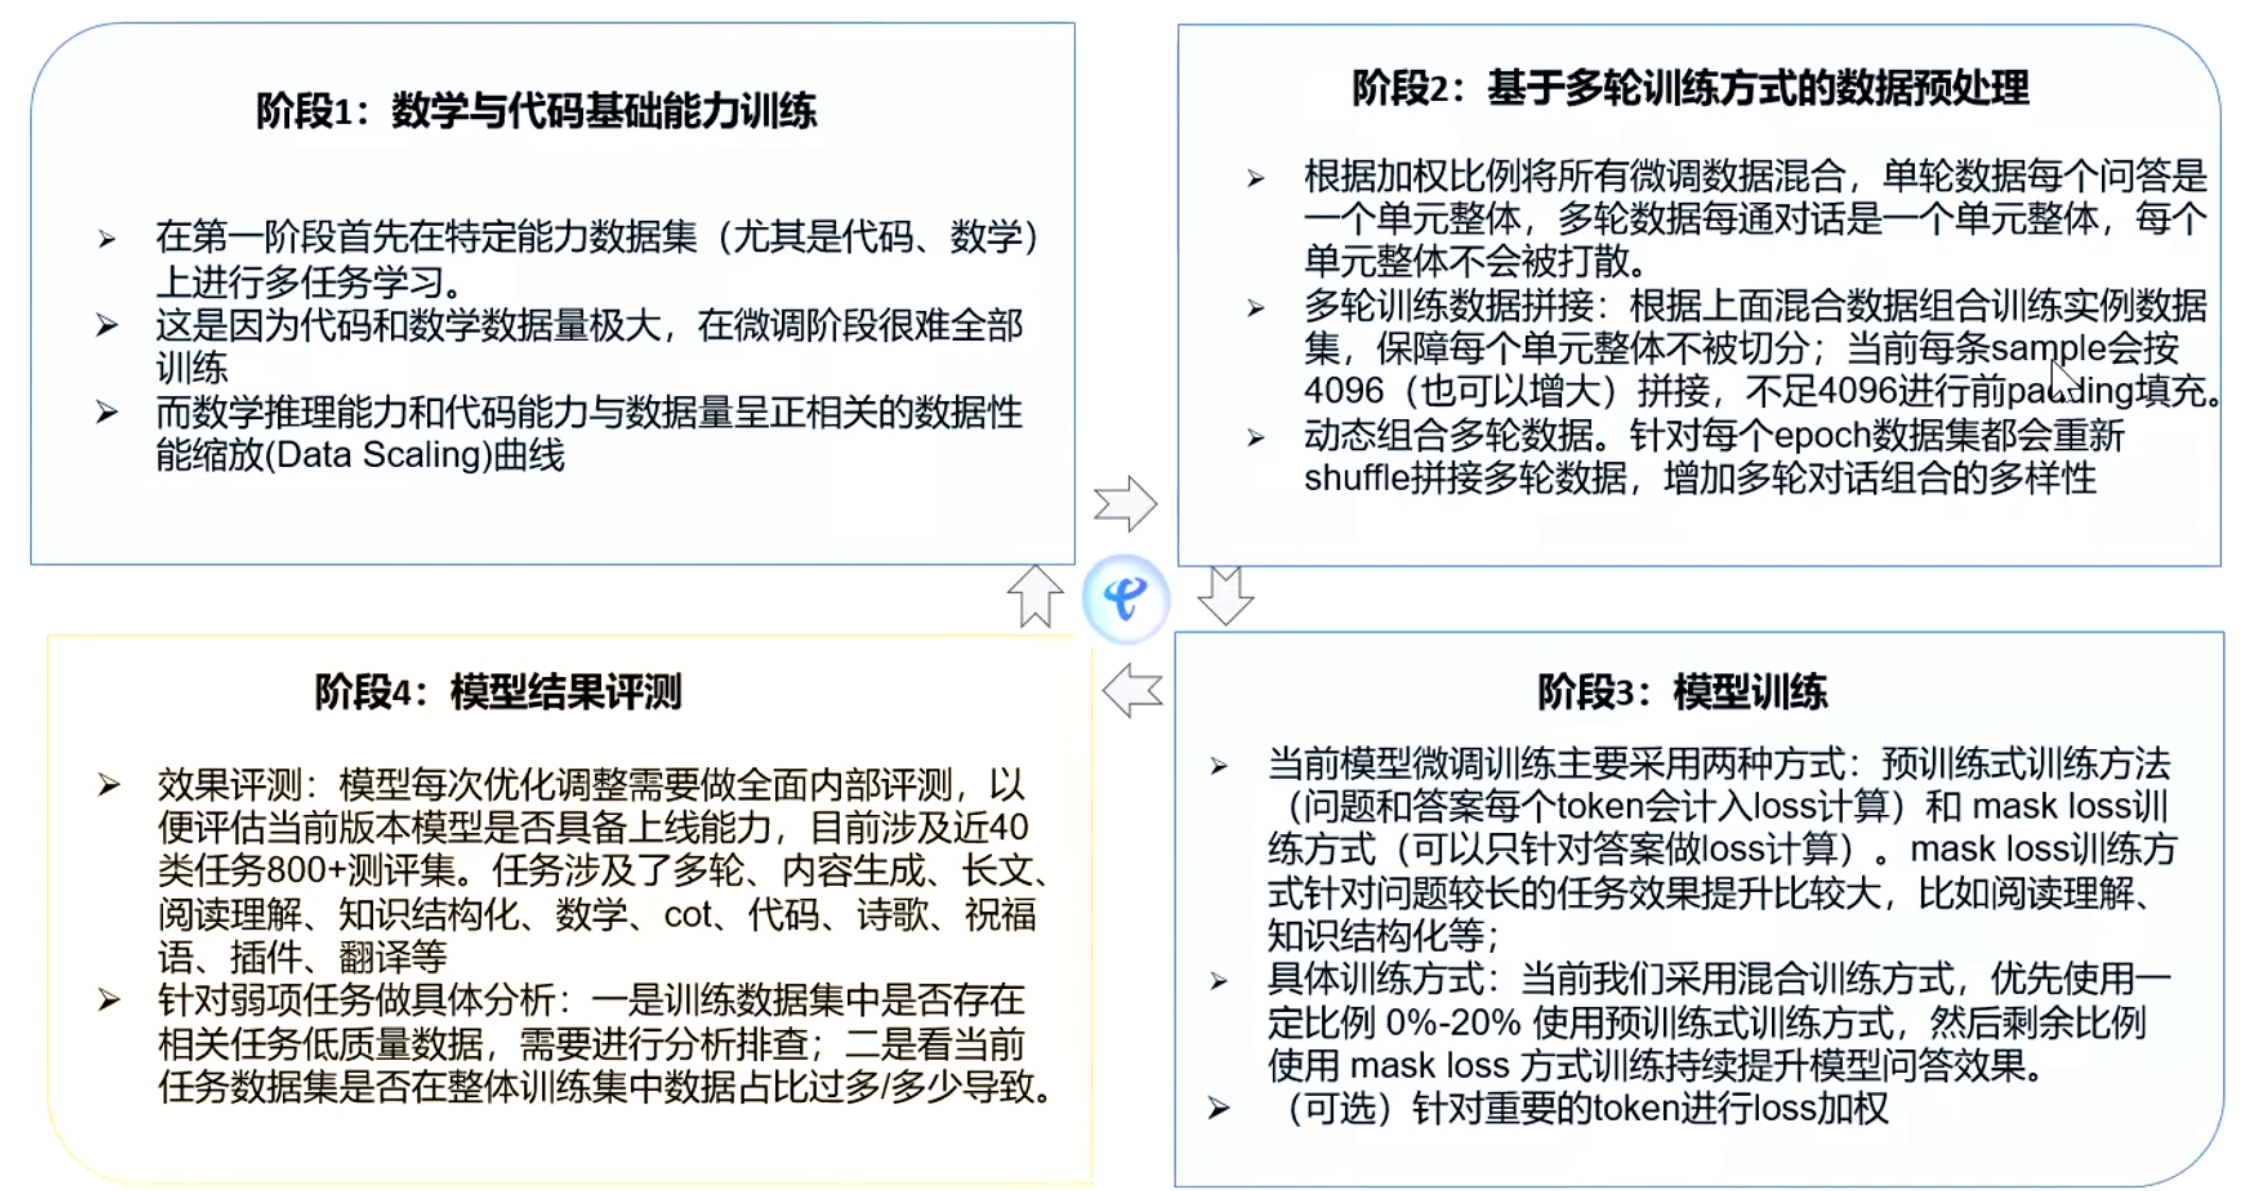 阶段1：数学与代码基础能力训练
➢ 在第一阶段首先在特定能力数据集（尤其是代码、数学）
上进行多任务学习。
➢ 这是因为代码和数学数据量极大，在微调阶段很难全部
训练
➢ 而数学推理能力和代码能力与数据量呈正相关的数据性
能缩放(Data Scaling)曲线
阶段2：基于多轮训练方式的数据预处理
➢ 根据加权比例将所有微调数据混合，单轮数据每个问答是
一个单元整体，多轮数据每通对话是一个单元整体，每个
单元整体不会被打散。
➢ 多轮训练数据拼接：根据上面混合数据组合训练实例数据
集，保障每个单元整体不被切分；当前每条sample会按
4096（也可以增大）拼接，不足4096进行前padding填充。
➢ 动态组合多轮数据。针对每个epoch数据集都会重新
shuffle拼接多轮数据，增加多轮对话组合的多样性
阶段3：模型训练
➢ 当前模型微调训练主要采用两种方式：预训练式训练方法
（问题和答案每个token会计入loss计算）和 mask loss训
练方式（可以只针对答案做loss计算）。mask loss训练方
式针对问题较长的任务效果提升比较大，比如阅读理解、
知识结构化等；
➢ 具体训练方式：当前我们采用混合训练方式，优先使用一
定比例 0%-20% 使用预训练式训练方式，然后剩余比例
使用 mask loss 方式训练持续提升模型问答效果。
➢ （可选）针对重要的token进行loss加权
阶段4：模型结果评测
➢ 效果评测：模型每次优化调整需要做全面内部评测，以
便评估当前版本模型是否具备上线能力，目前涉及近40
类任务800+测评集。任务涉及了多轮、内容生成、长文、
阅读理解、知识结构化、数学、cot、代码、诗歌、祝福
语、插件、翻译等
➢ 针对弱项任务做具体分析：一是训练数据集中是否存在
相关任务低质量数据，需要进行分析排查；二是看当前
任务数据集是否在整体训练集中数据占比过多/多少导致。